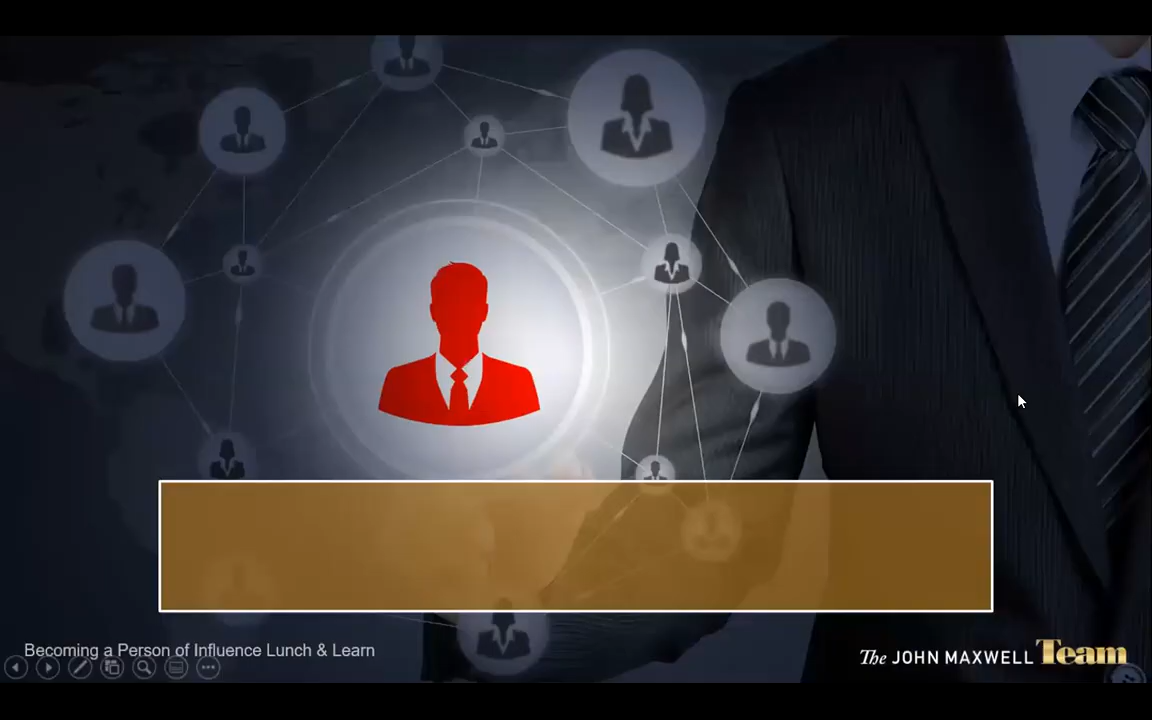 Becoming a Person of Influence Lunch & Learn
The JOHN MAXWELL Team